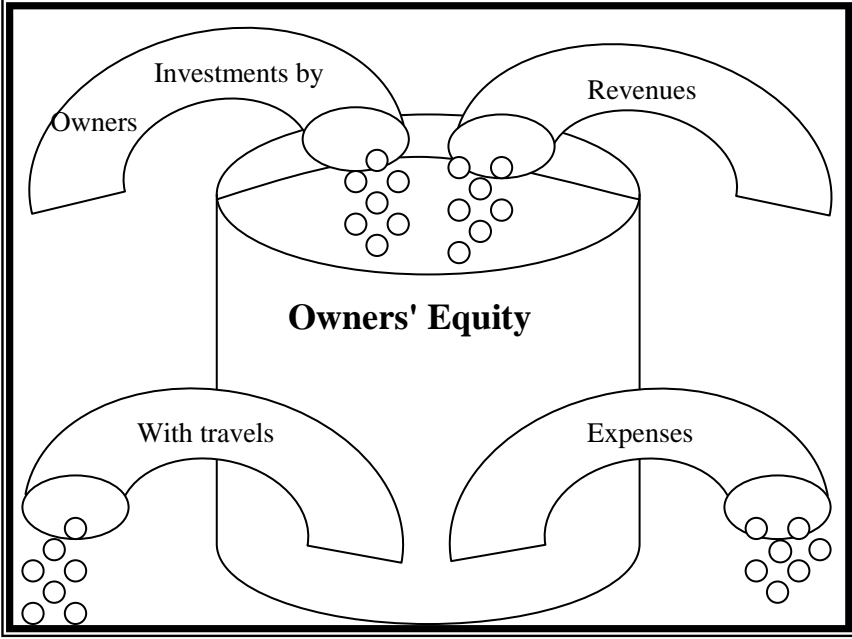 Investments by
Owners
Revenues
Owners' Equity
With travels
Expenses